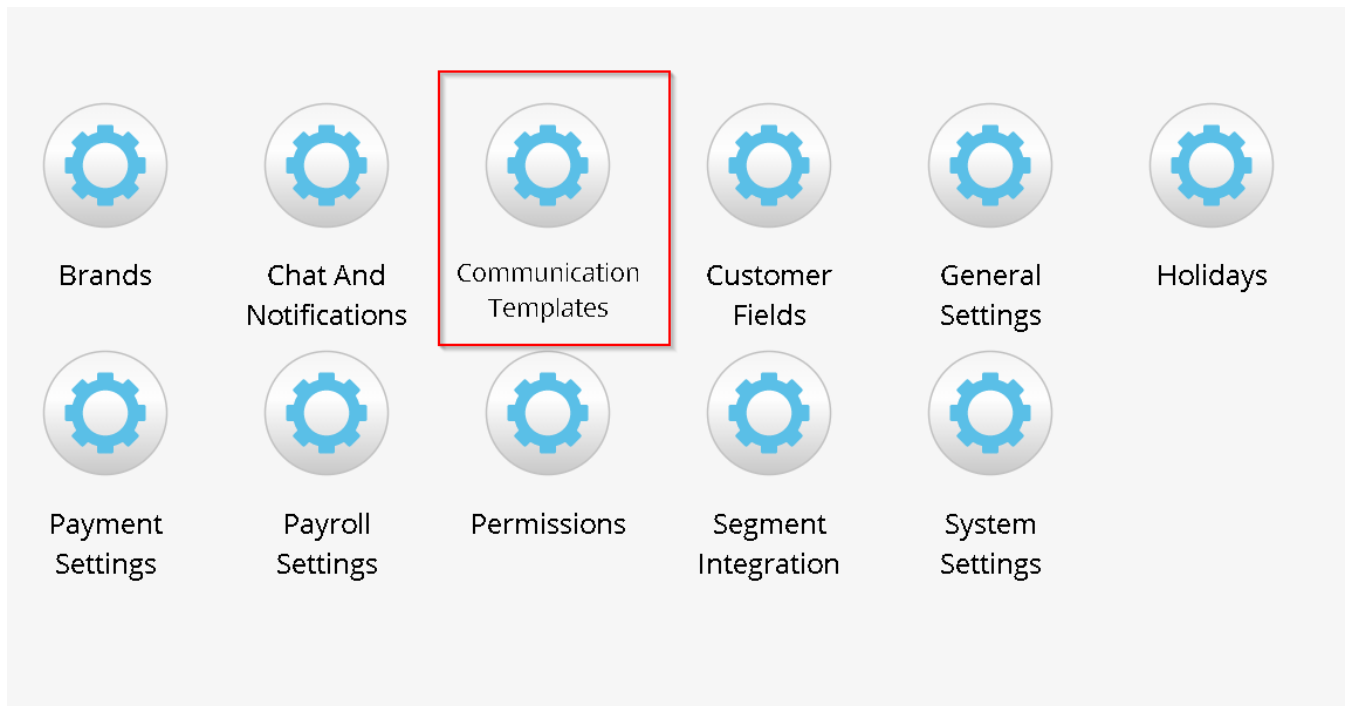 Brands
Chat And
Notifications
Communication
Templates
Customer
Fields
General
Settings
Holidays
Payment
Settings
Payroll
Settings
Permissions
Segment
Integration
System
Settings